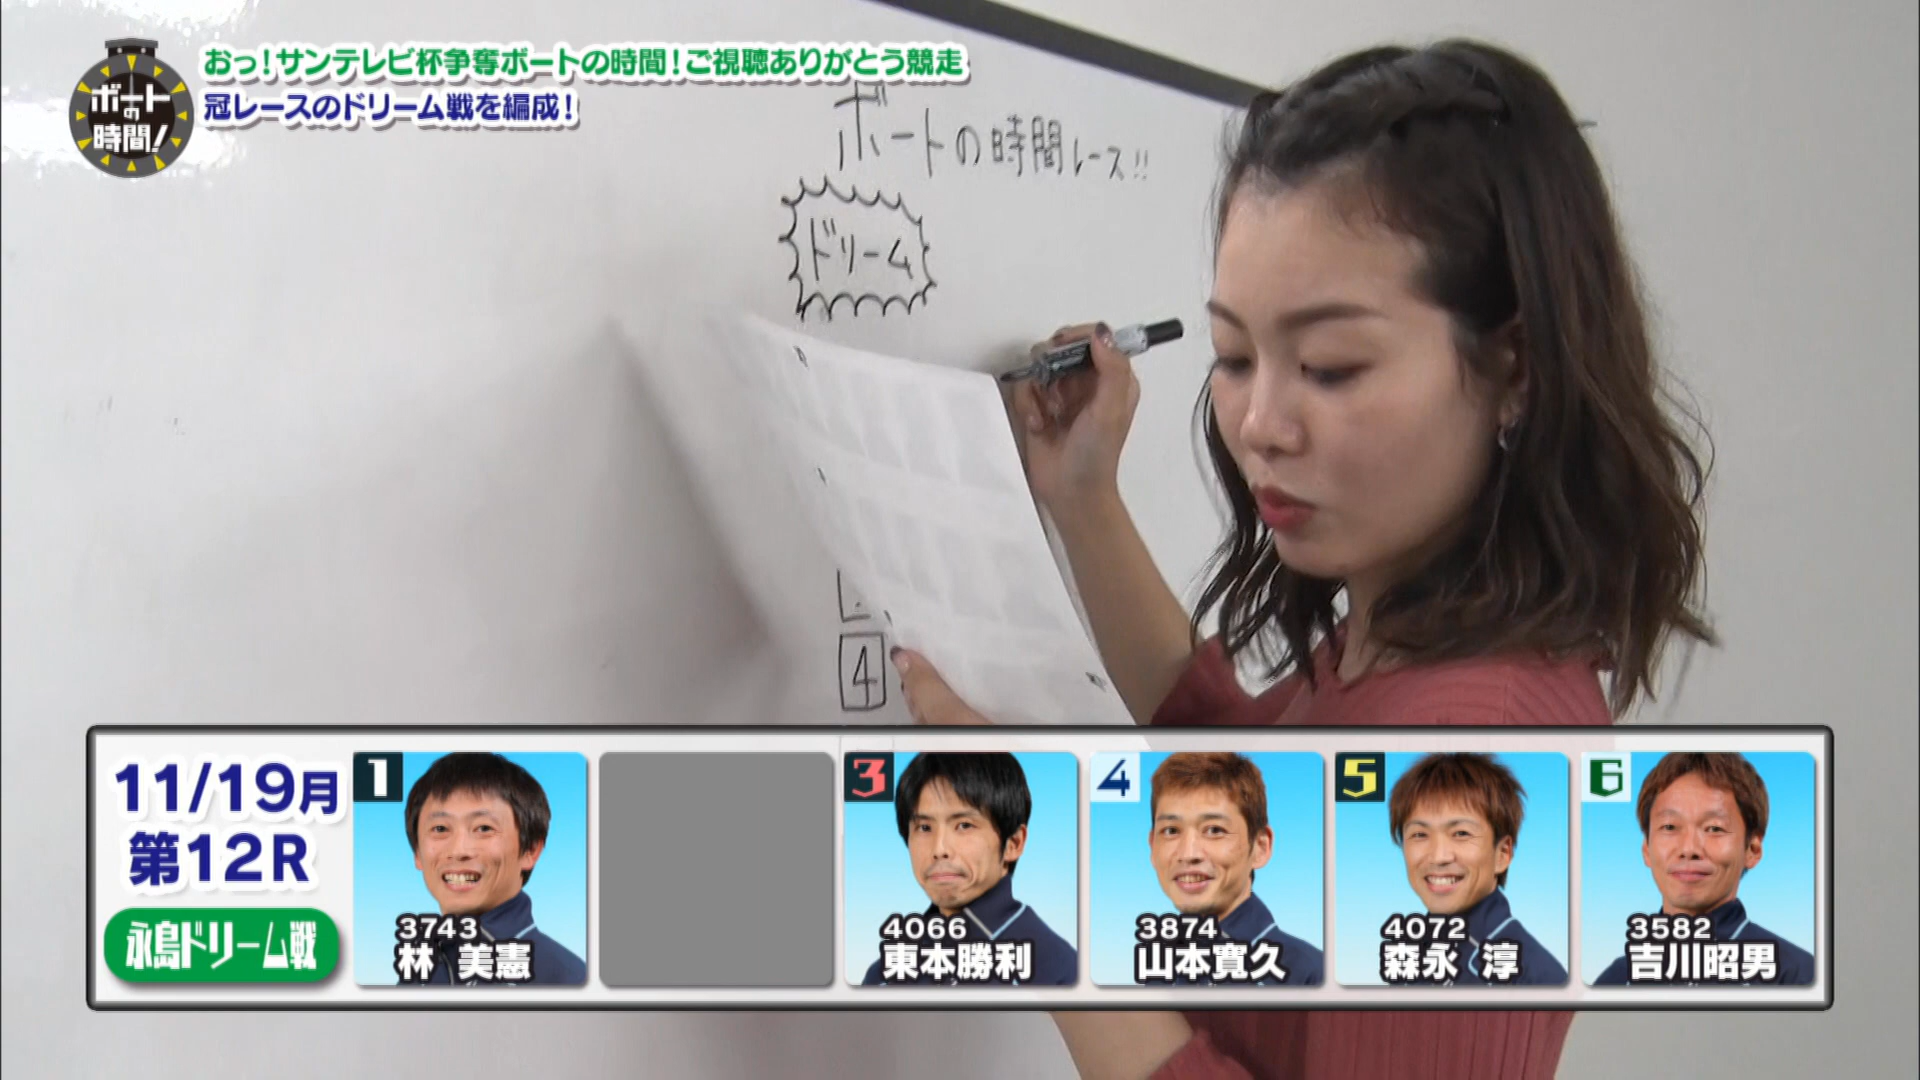 ボートの時間!
おっ!サンテレビ杯争奪ボートの時間!ご視聴ありがとう競走
冠レースのドリーム戦を編成!
ボートの時間レース!!
ドリーム
4
11/19月
第12R
永島ドリーム戦
1
3743
林 美憲
3
4066
東本勝利
4
3874
山本寛久
5
4072
森永 淳
6
3582
吉川昭男